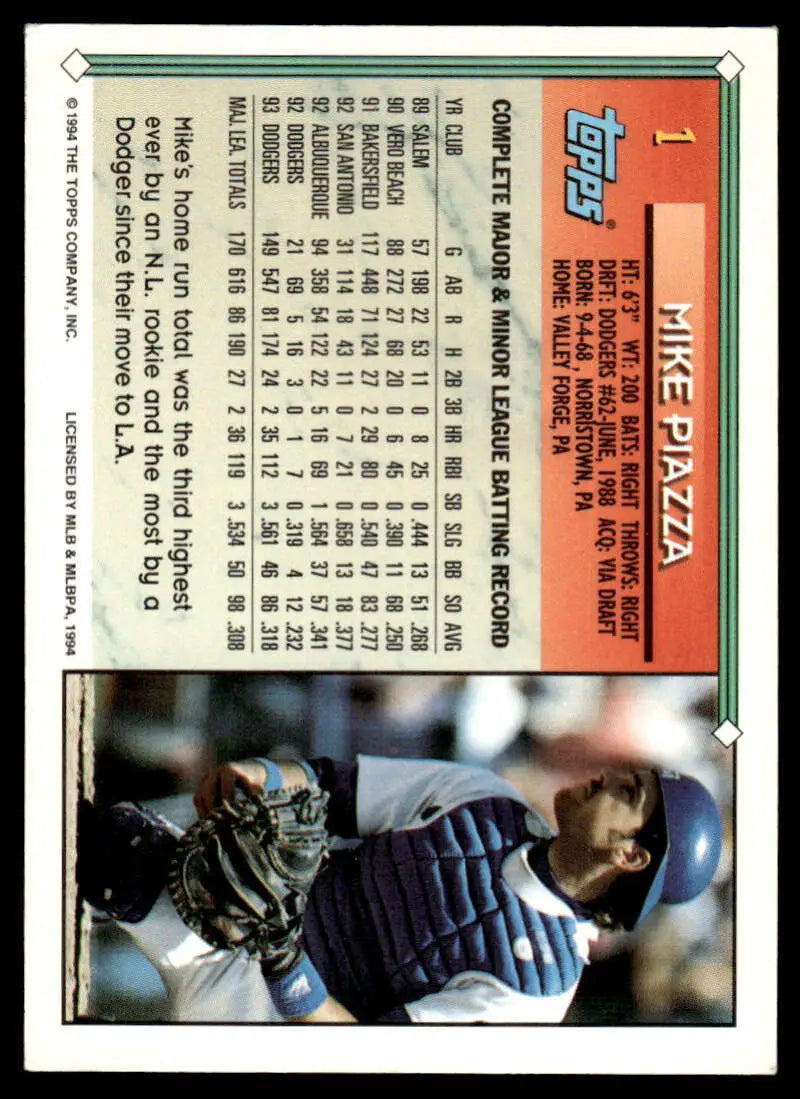 1
MIKE PIAZZA
topps®
HT: 6'3" WT: 200 BATS: RIGHT THROWS: RIGHT
DRFT: DODGERS #62-JUNE, 1988 ACQ: VIA DRAFT
BORN: 9-4-68, NORRISTOWN, PA
HOME: VALLEY FORGE, PA
COMPLETE MAJOR & MINOR LEAGUE BATTING RECORD
YR CLUB G AB R H 2B 3B HR RBI SB SLG BB SO AVG
89 SALEM 57 198 22 53 11 0 8 25 0 .444 13 51 .268
90 VERO BEACH 88 272 27 68 20 0 6 45 0 .390 11 68 .250
91 BAKERSFIELD 117 448 71 124 27 2 29 80 0 .540 47 83 .277
92 SAN ANTONIO 31 114 18 43 11 0 7 21 0 .658 13 18 .377
92 ALBUQUERQUE 94 358 54 122 22 5 16 69 1 .564 37 57 .341
92 DODGERS 21 69 5 16 3 0 1 7 0 .319 4 12 .232
93 DODGERS 149 547 81 174 24 2 35 112 3 .561 46 86 .318
MAJ. LEA. TOTALS 170 616 86 190 27 2 36 119 3 .534 50 98 .308
Mike's home run total was the third highest
ever by an N.L. rookie and the most by a
Dodger since their move to L.A.
© 1994 THE TOPPS COMPANY, INC. LICENSED BY MLB & MLBPA, 1994